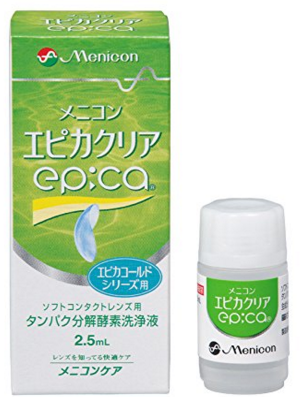 Menicon
メニコン
エピカクリア
ep:ca®
エピカコールド
シリーズ用
ソフトコンタクトレンズ用
タンパク分解酵素洗浄液
2.5mL
レンズを知ってる快適ケア
メニコンケア
メニコン
エピカクリア
ep:ca®
Menicon